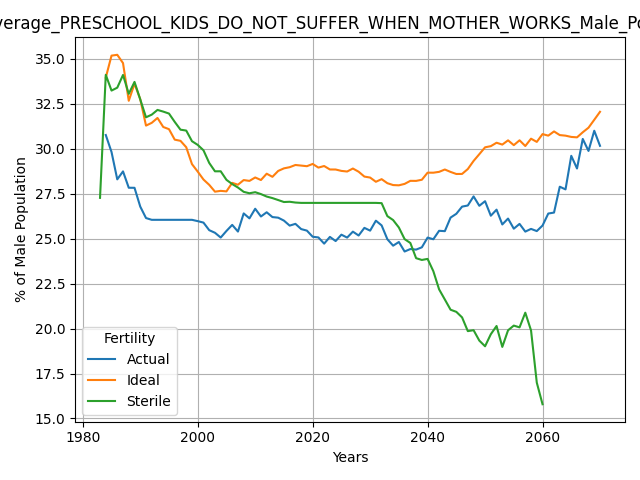 verage_PRESCHOOL_KIDS_DO_NOT_SUFFER_WHEN_MOTHER_WORKS_Male_Po
35.0
32.5
30.0
27.5
25.0
22.5
20.0
17.5
15.0
% of Male Population
Fertility
Actual
Ideal
Sterile
1980 2000 2020 2040 2060
Years